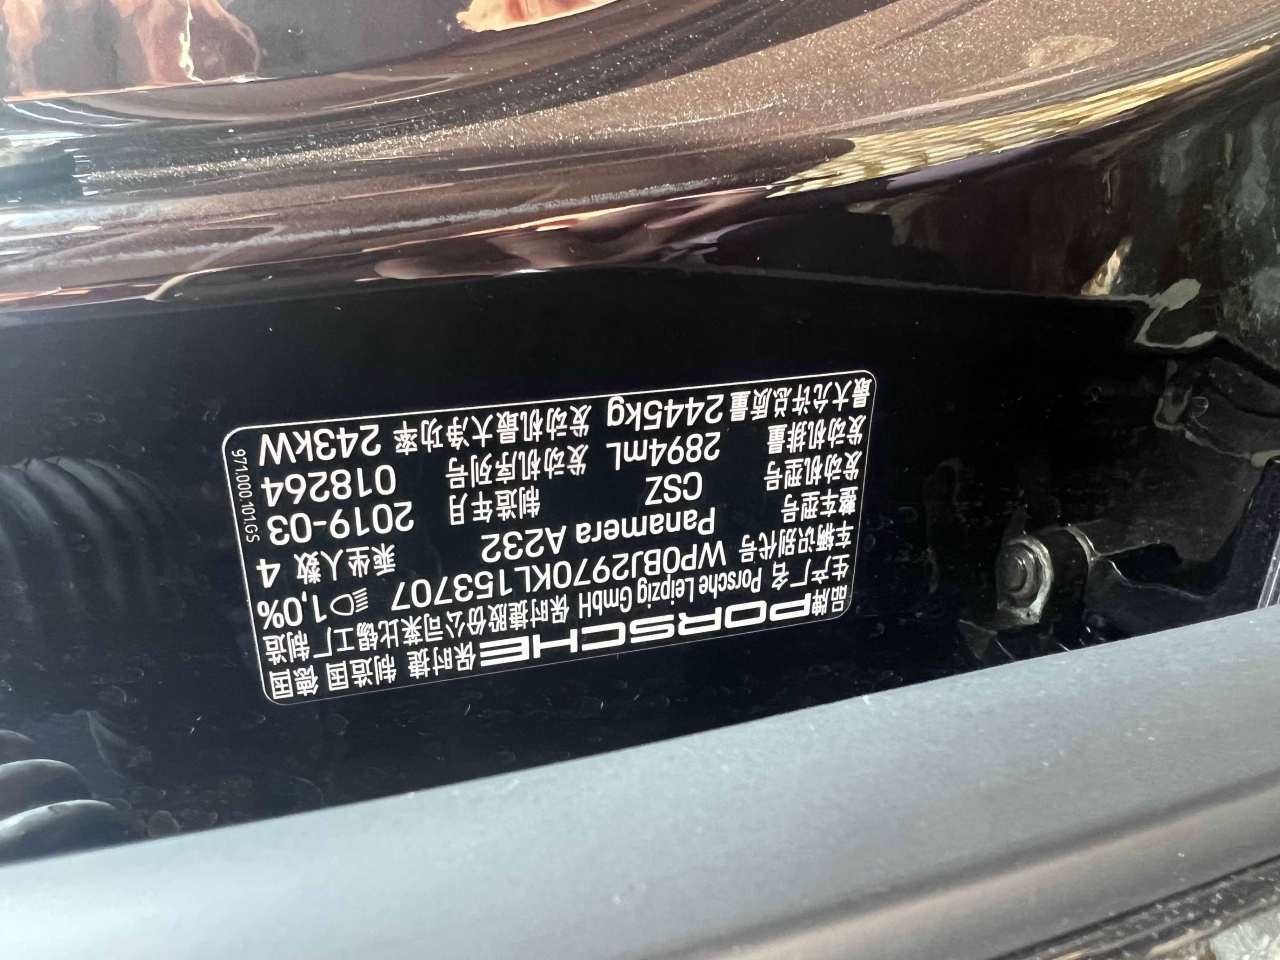 品牌 PORSCHE 保时捷 制造国 德国
生产厂名 Porsche Leipzig GmbH 保时捷股份公司莱比锡工厂制造
车辆识别代号 WP0BJ2970KL153707 1,0%
整车型号 Panamera A232 乘坐人数 4
发动机型号 CSZ 制造年月 2019-03
发动机排量 2894mL 发动机序列号 018264
最大允许总质量 2445kg 发动机最大净功率 243kW
971.000.101.GS